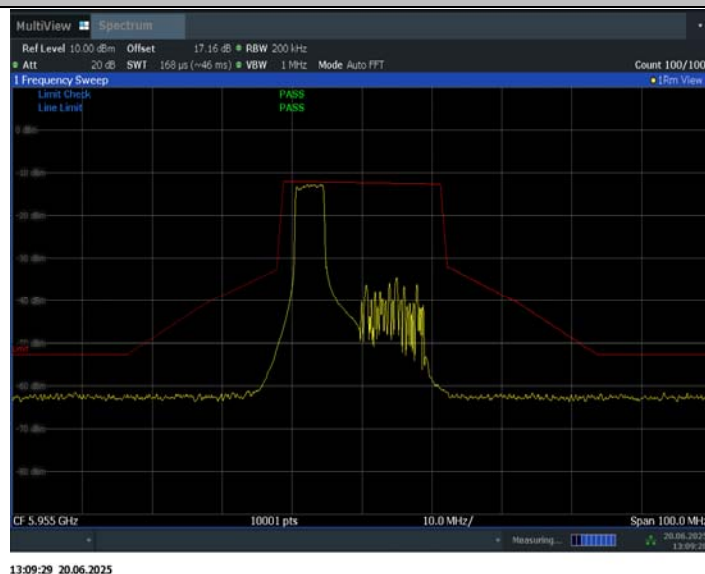 MultiView Spectrum
Ref Level 10.00 dBm Offset 17.16 dB RBW 200 kHz
Att 20 dB SWT 168 µs (~46 ms) VBW 1 MHz Mode Auto FFT Count 100/100
1 Frequency Sweep 1Rm View
Limit Check PASS
Line Limit PASS
0 dBm
-10 dBm
-20 dBm
-30 dBm
-40 dBm
-60 dBm
-70 dBm
-80 dBm
CF 5.955 GHz 10001 pts 10.0 MHz/ Span 100.0 MHz
Measuring... 20.06.2025
13:09:29
13:09:29 20.06.2025